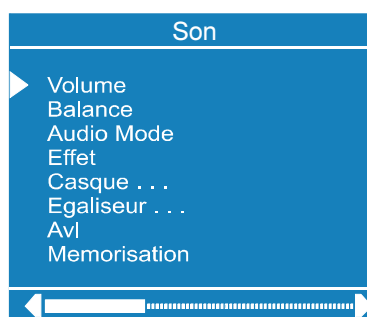 Son
Volume
Balance
Audio Mode
Effet
Casque . . .
Egaliseur . . .
Avl
Memorisation